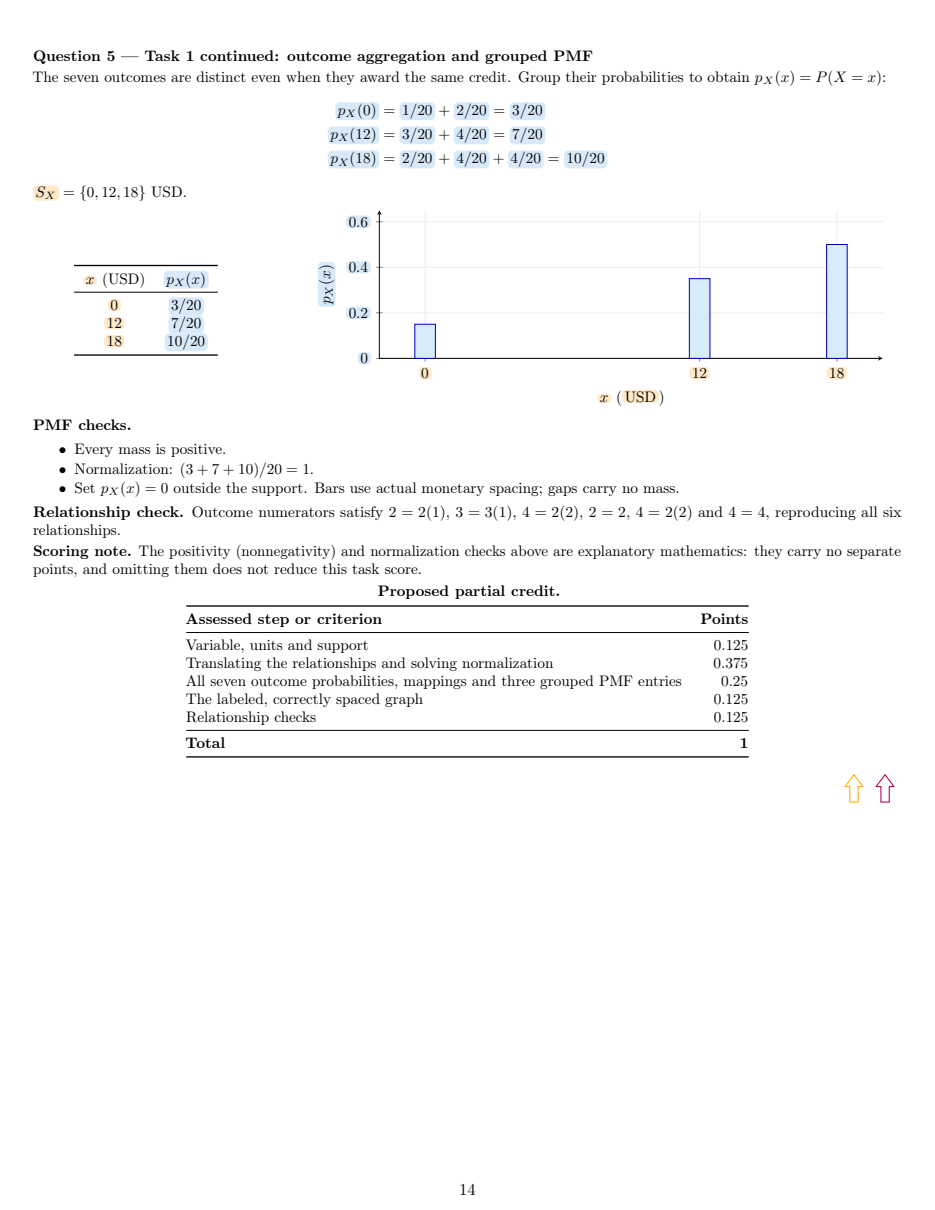 Question 5 — Task 1 continued: outcome aggregation and grouped PMF
The seven outcomes are distinct even when they award the same credit. Group their probabilities to obtain pX(x) = P(X = x):
pX(0) = 1/20 + 2/20 = 3/20
pX(12) = 3/20 + 4/20 = 7/20
pX(18) = 2/20 + 4/20 + 4/20 = 10/20
SX = {0, 12, 18} USD.
x (USD) pX(x)
0 3/20
12 7/20
18 10/20
0.6
0.4
0.2
0
pX(x)
0 12 18
x (USD)
PMF checks.
• Every mass is positive.
• Normalization: (3 + 7 + 10)/20 = 1.
• Set pX(x) = 0 outside the support. Bars use actual monetary spacing; gaps carry no mass.
Relationship check. Outcome numerators satisfy 2 = 2(1), 3 = 3(1), 4 = 2(2), 2 = 2, 4 = 2(2) and 4 = 4, reproducing all six
relationships.
Scoring note. The positivity (nonnegativity) and normalization checks above are explanatory mathematics: they carry no separate
points, and omitting them does not reduce this task score.
Proposed partial credit.
Assessed step or criterion Points
Variable, units and support 0.125
Translating the relationships and solving normalization 0.375
All seven outcome probabilities, mappings and three grouped PMF entries 0.25
The labeled, correctly spaced graph 0.125
Relationship checks 0.125
Total 1
14